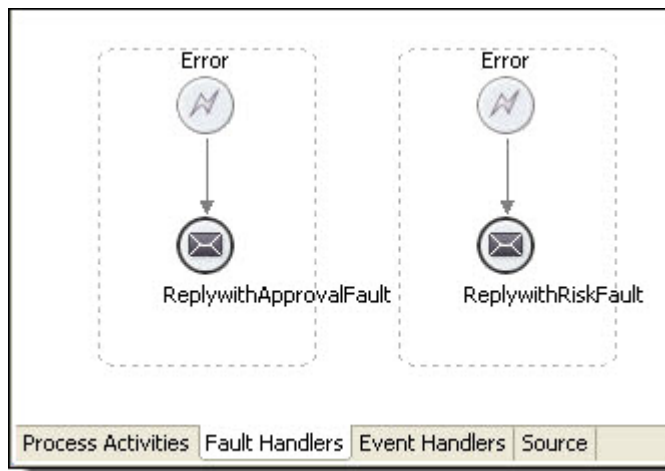 Error
Error
ReplywithApprovalFault
ReplywithRiskFault
Process Activities
Fault Handlers
Event Handlers
Source